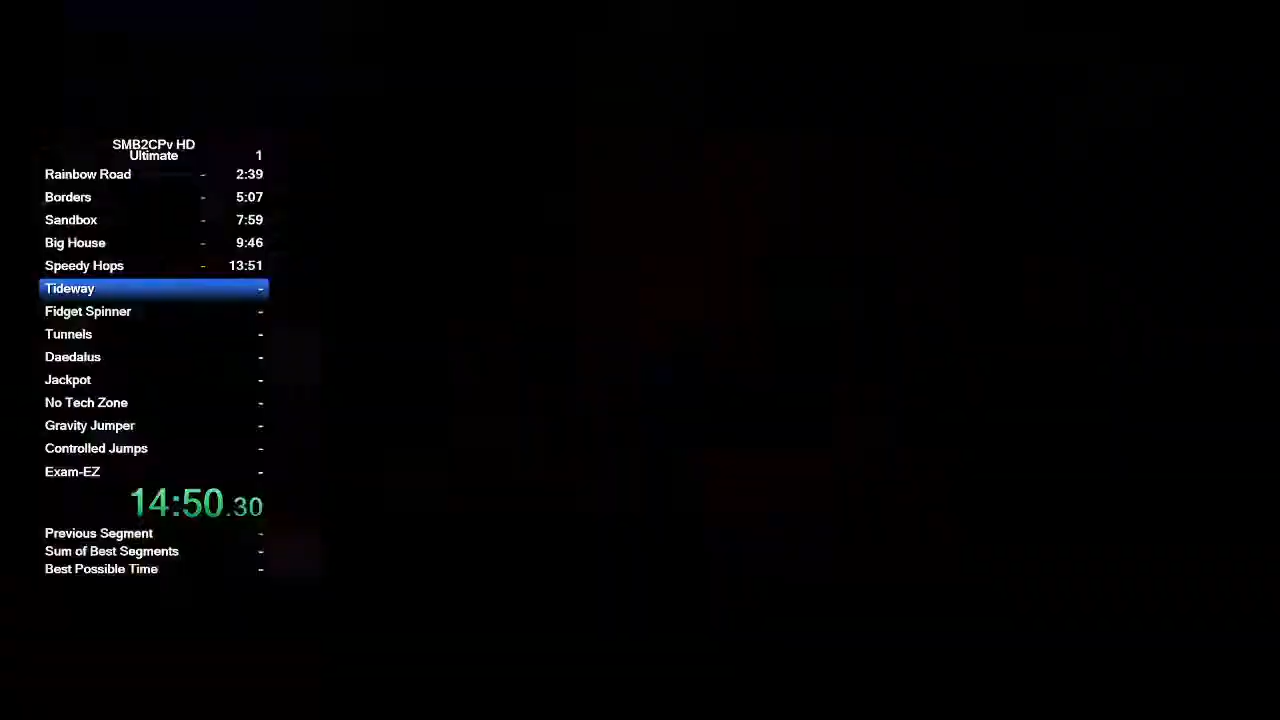 SMB2CPv HD
Ultimate 1
Rainbow Road - 2:39
Borders - 5:07
Sandbox - 7:59
Big House - 9:46
Speedy Hops - 13:51
Tideway -
Fidget Spinner -
Tunnels -
Daedalus -
Jackpot -
No Tech Zone -
Gravity Jumper -
Controlled Jumps -
Exam-EZ -
14:50.30
Previous Segment -
Sum of Best Segments -
Best Possible Time -